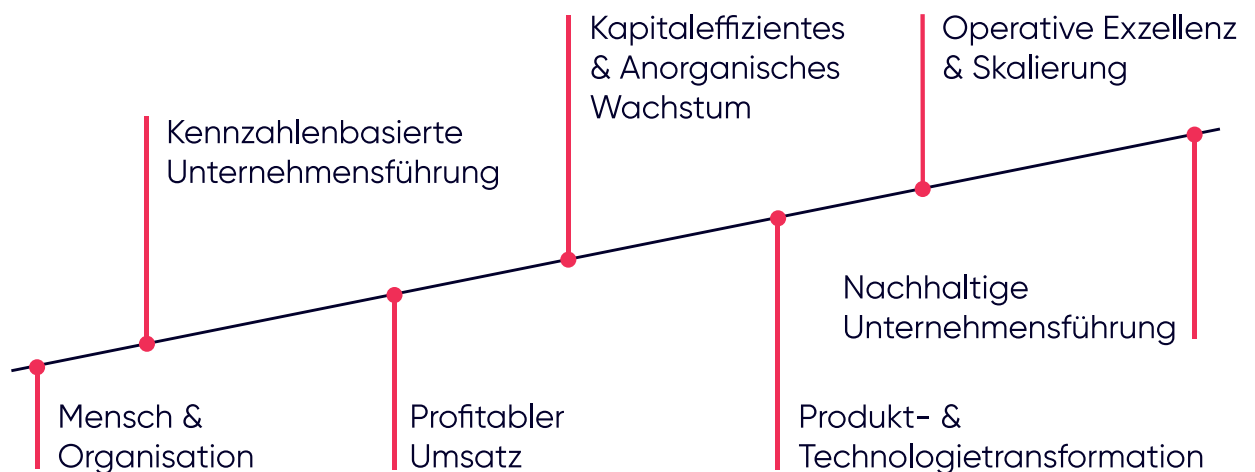 Mensch &
Organisation
Kennzahlenbasierte
Unternehmensführung
Profitabler
Umsatz
Kapitaleffizientes
& Anorganisches
Wachstum
Produkt- &
Technologietransformation
Operative Exzellenz
& Skalierung
Nachhaltige
Unternehmensführung